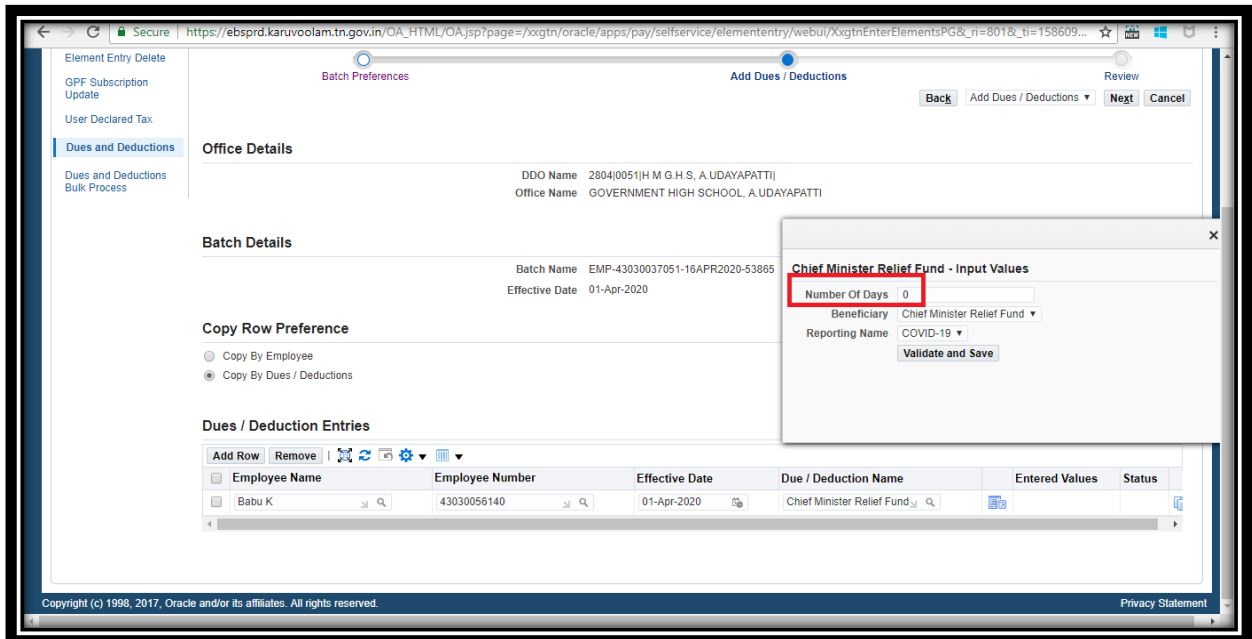 Secure | https://ebsprd.karuvoolam.tn.gov.in/OA_HTML/OA.jsp?page=/xxgtn/oracle/apps/pay/selfservice/elemententry/webui/XxgtnEnterElementsPG&_ri=801&_ti=158609...
NEW
Element Entry Delete
GPF Subscription
Update
User Declared Tax
Dues and Deductions
Dues and Deductions
Bulk Process
Batch Preferences
Add Dues / Deductions
Review
Back Add Dues / Deductions Next Cancel
Office Details
DDO Name 2804|0051|H M G.H.S, A.UDAYAPATTI|
Office Name GOVERNMENT HIGH SCHOOL, A.UDAYAPATTI
Batch Details
Batch Name EMP-43030037051-16APR2020-53865
Effective Date 01-Apr-2020
Chief Minister Relief Fund - Input Values
Number Of Days 0
Beneficiary Chief Minister Relief Fund
Reporting Name COVID-19
Validate and Save
Copy Row Preference
Copy By Employee
Copy By Dues / Deductions
Dues / Deduction Entries
Add Row Remove
Employee Name Employee Number Effective Date Due / Deduction Name Entered Values Status
Babu K 43030056140 01-Apr-2020 Chief Minister Relief Fund
Copyright (c) 1998, 2017, Oracle and/or its affiliates. All rights reserved.
Privacy Statement